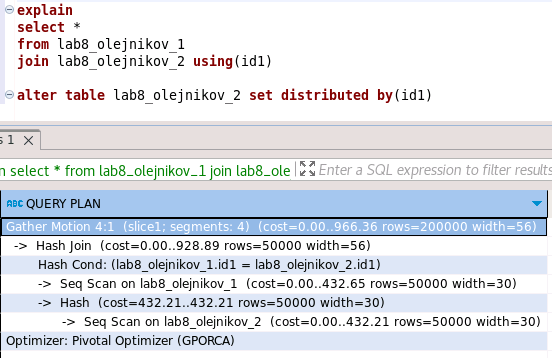 explain
select *
from lab8_olejnikov_1
join lab8_olejnikov_2 using(id1)
alter table lab8_olejnikov_2 set distributed by(id1)
s 1
n select * from lab8_olejnikov_1 join lab8_ole Enter a SQL expression to filter results
ABC QUERY PLAN
Gather Motion 4:1 (slice1; segments: 4) (cost=0.00..966.36 rows=200000 width=56)
-> Hash Join (cost=0.00..928.89 rows=50000 width=56)
Hash Cond: (lab8_olejnikov_1.id1 = lab8_olejnikov_2.id1)
-> Seq Scan on lab8_olejnikov_1 (cost=0.00..432.65 rows=50000 width=30)
-> Hash (cost=432.21..432.21 rows=50000 width=30)
-> Seq Scan on lab8_olejnikov_2 (cost=0.00..432.21 rows=50000 width=30)
Optimizer: Pivotal Optimizer (GPORCA)